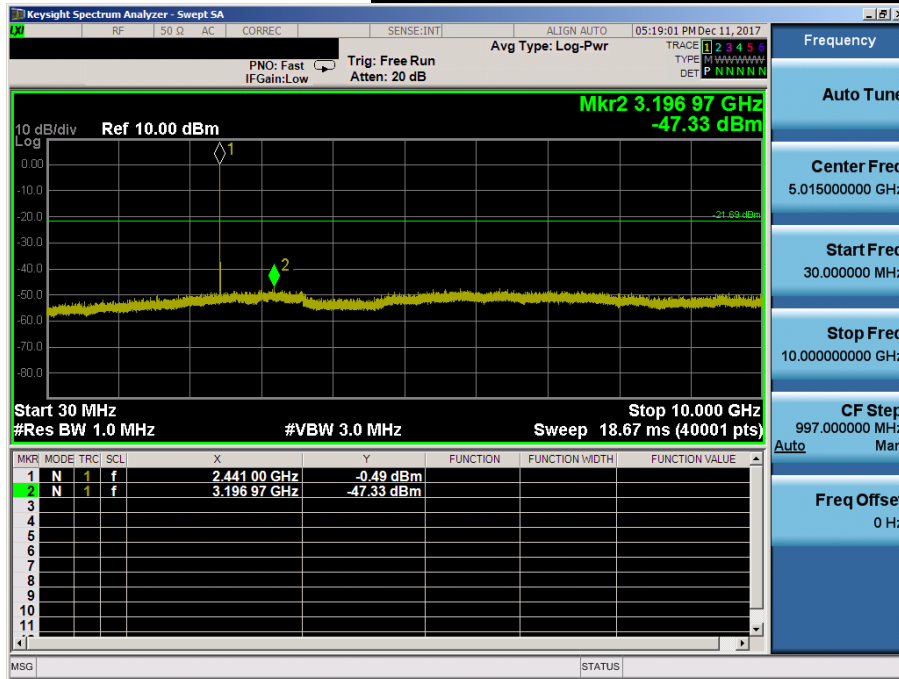 Keysight Spectrum Analyzer - Swept SA
LXI RF 50 Ω AC CORREC SENSE:INT ALIGN AUTO 05:19:01 PM Dec 11, 2017
Avg Type: Log-Pwr TRACE 1 2 3 4 5 6
PNO: Fast Trig: Free Run TYPE M WWWWW
IFGain:Low Atten: 20 dB DET P N N N N N
Mkr2 3.196 97 GHz
-47.33 dBm
10 dB/div Ref 10.00 dBm
Log
1
0.00
-10.0
-20.0
-21.69 dBm
-30.0
2
-40.0
-50.0
-60.0
-70.0
-80.0
Start 30 MHz Stop 10.000 GHz
#Res BW 1.0 MHz #VBW 3.0 MHz Sweep 18.67 ms (40001 pts)
MKR MODE TRC SCL X Y FUNCTION FUNCTION WIDTH FUNCTION VALUE
1 N 1 f 2.441 00 GHz -0.49 dBm
2 N 1 f 3.196 97 GHz -47.33 dBm
3
4
5
6
7
8
9
10
11
MSG STATUS
Frequency
Auto Tune
Center Freq
5.015000000 GHz
Start Freq
30.000000 MHz
Stop Freq
10.000000000 GHz
CF Step
997.000000 MHz
Auto Man
Freq Offset
0 Hz